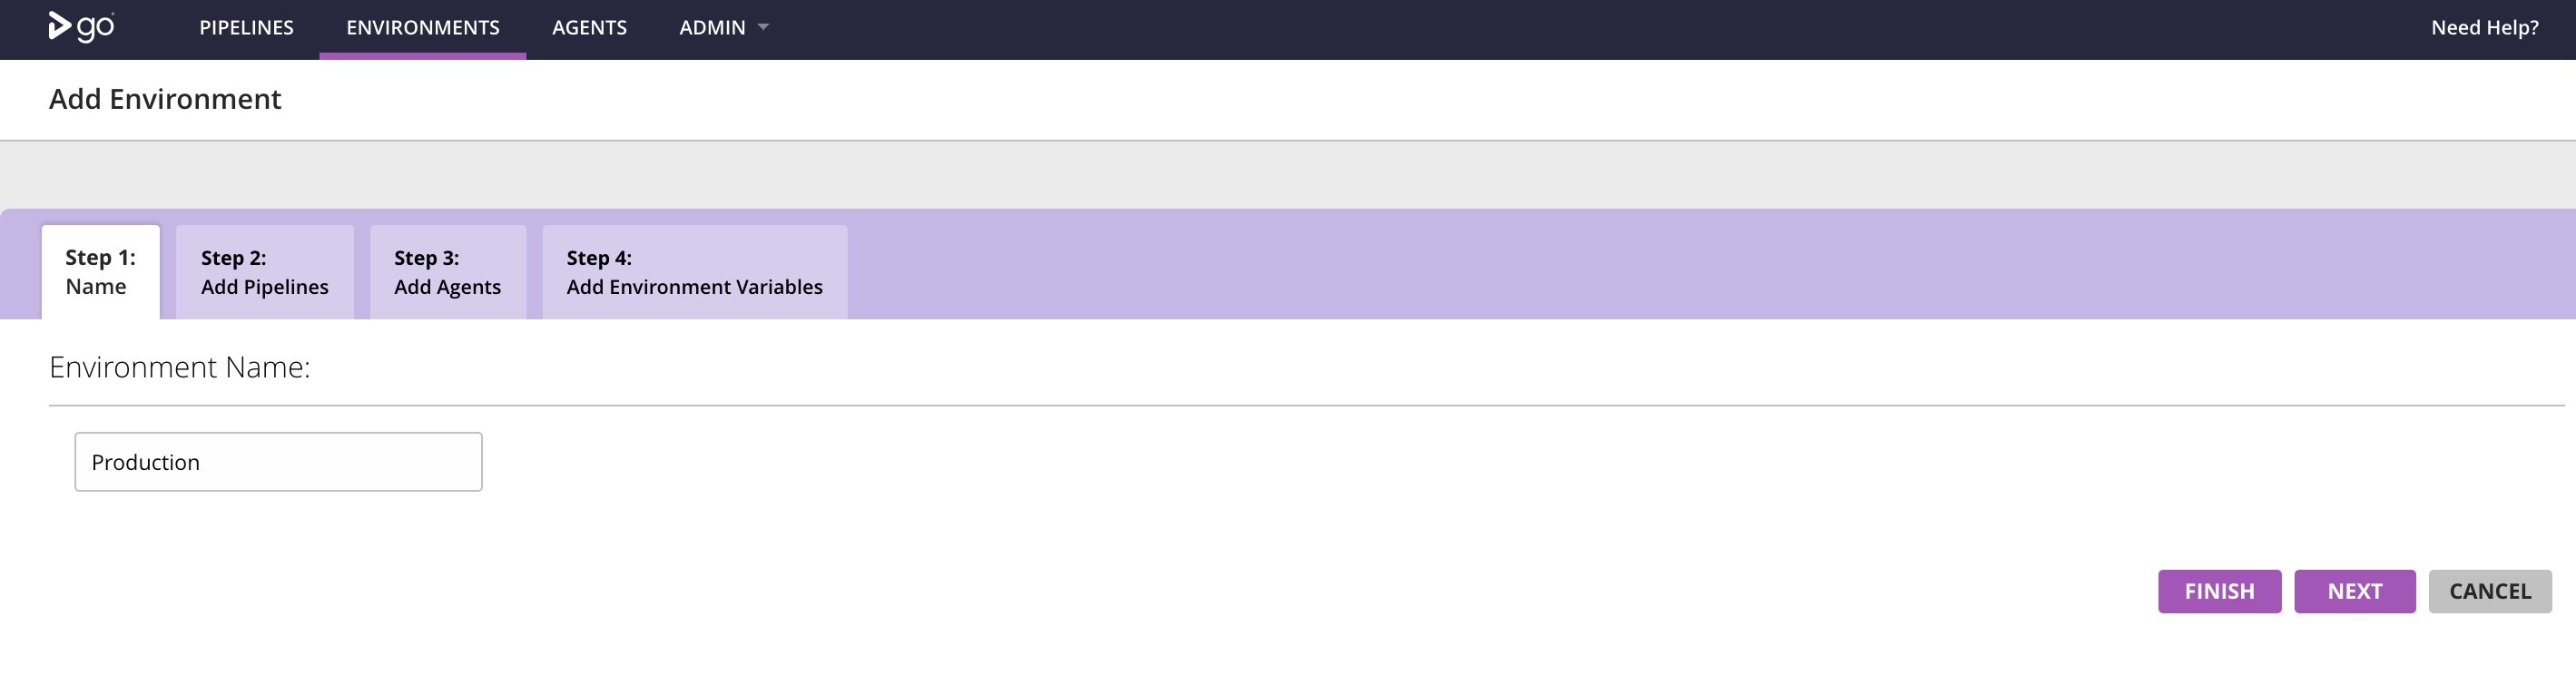 go PIPELINES ENVIRONMENTS AGENTS ADMIN Need Help?
Add Environment
Step 1:
Name
Step 2:
Add Pipelines
Step 3:
Add Agents
Step 4:
Add Environment Variables
Environment Name:
Production
FINISH NEXT CANCEL